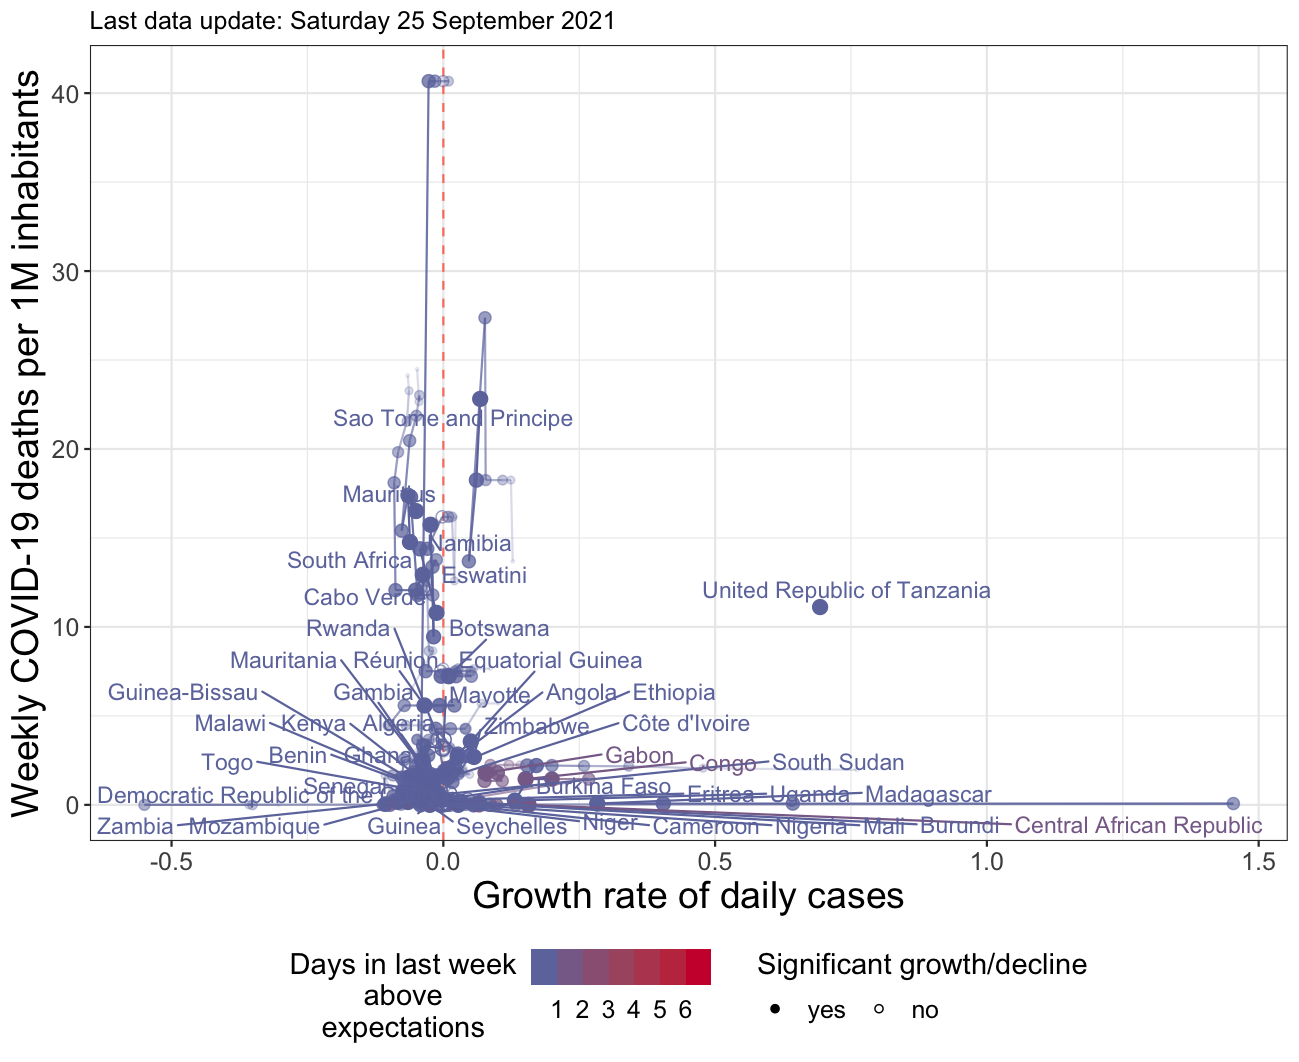 Last data update: Saturday 25 September 2021
Weekly COVID-19 deaths per 1M inhabitants
40
30
20
10
0
Sao Tome and Principe
Mauritius
Namibia
South Africa
Eswatini
Cabo Verde
United Republic of Tanzania
Rwanda
Botswana
Mauritania
Réunion
Equatorial Guinea
Guinea-Bissau
Gambia
Mayotte
Angola
Ethiopia
Malawi
Kenya
Algeria
Zimbabwe
Côte d'Ivoire
Togo
Benin
Ghana
Gabon
Congo
South Sudan
Senegal
Burkina Faso
Democratic Republic of the
Eritrea
Uganda
Madagascar
Zambia
Mozambique
Guinea
Seychelles
Niger
Cameroon
Nigeria
Mali
Burundi
Central African Republic
-0.5
0.0
0.5
1.0
1.5
Growth rate of daily cases
Days in last week
above
expectations
1 2 3 4 5 6
Significant growth/decline
yes
no